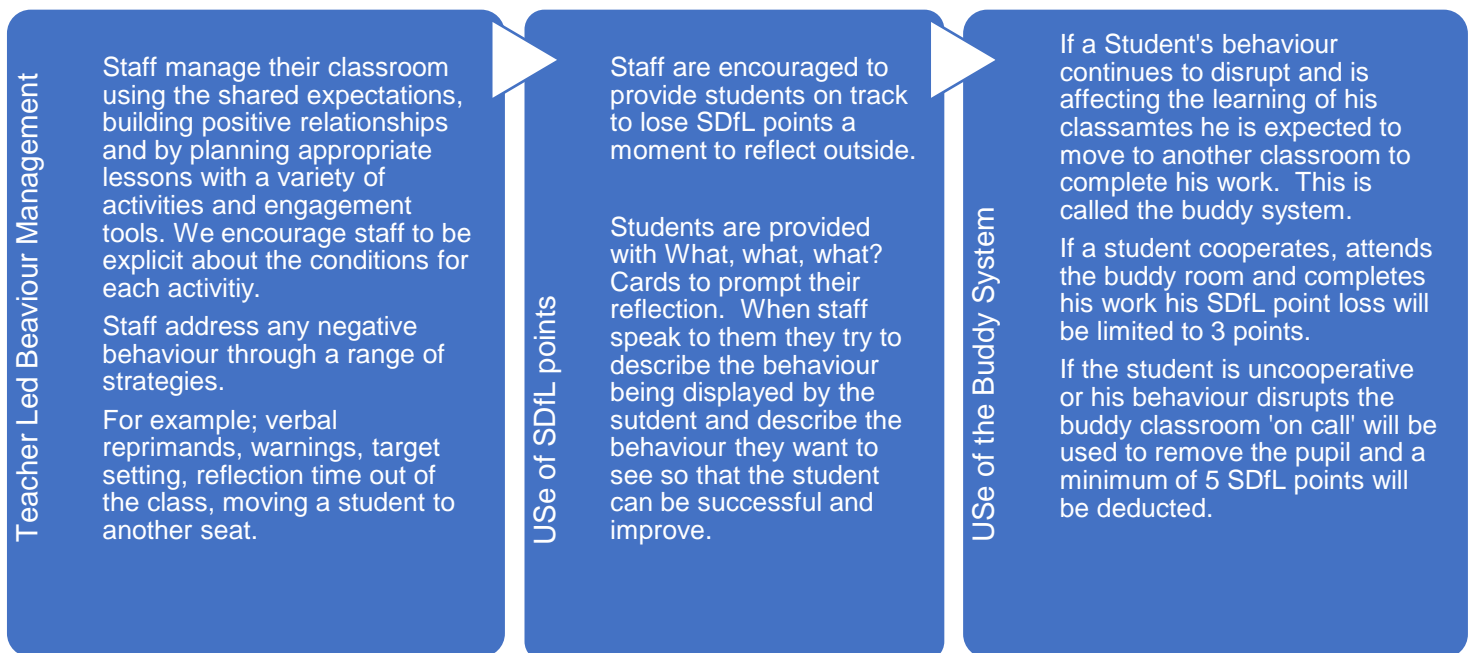 Teacher Led Beaviour Management
Staff manage their classroom
using the shared expectations,
building positive relationships
and by planning appropriate
lessons with a variety of
activities and engagement
tools. We encourage staff to be
explicit about the conditions for
each activitiy.
Staff address any negative
behaviour through a range of
strategies.
For example; verbal
reprimands, warnings, target
setting, reflection time out of
the class, moving a student to
another seat.
USe of SDfL points
Staff are encouraged to
provide students on track
to lose SDfL points a
moment to reflect outside.
Students are provided
with What, what, what?
Cards to prompt their
reflection.  When staff
speak to them they try to
describe the behaviour
being displayed by the
sutdent and describe the
behaviour they want to
see so that the student
can be successful and
improve.
USe of the Buddy System
If a Student's behaviour
continues to disrupt and is
affecting the learning of his
classamtes he is expected to
move to another classroom to
complete his work.  This is
called the buddy system.
If a student cooperates, attends
the buddy room and completes
his work his SDfL point loss will
be limited to 3 points.
If the student is uncooperative
or his behaviour disrupts the
buddy classroom 'on call' will be
used to remove the pupil and a
minimum of 5 SDfL points will
be deducted.